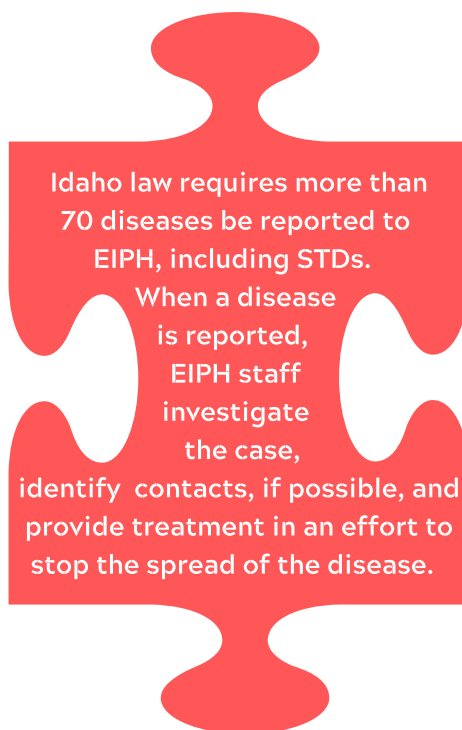 Idaho law requires more than
70 diseases be reported to
EIPH, including STDs.
When a disease
is reported,
EIPH staff
investigate
the case,
identify  contacts, if possible, and
provide treatment in an effort to
stop the spread of the disease.